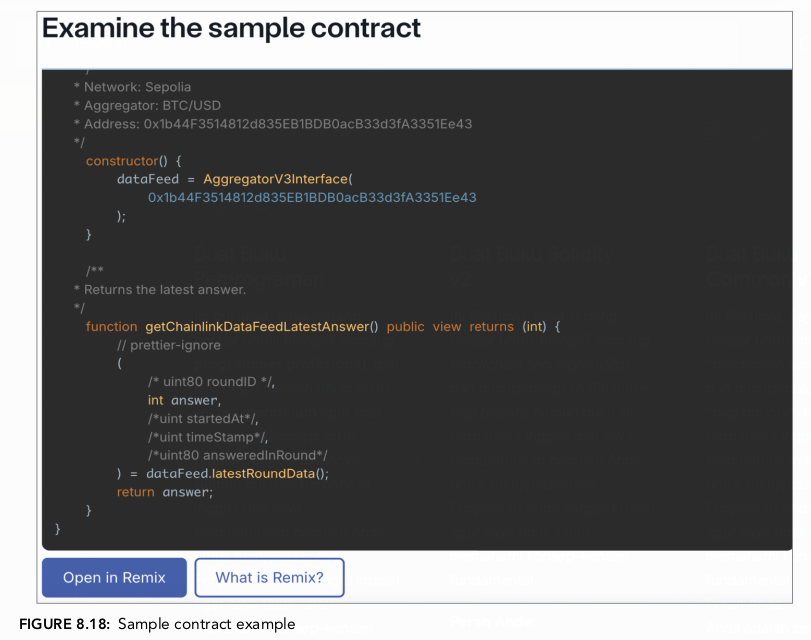 Examine the sample contract
* Network: Sepolia
* Aggregator: BTC/USD
* Address: 0x1b44F3514812d835EB1BDB0acB33d3fA3351Ee43
*/
constructor() {
dataFeed = AggregatorV3Interface(
0x1b44F3514812d835EB1BDB0acB33d3fA3351Ee43
);
}
/**
* Returns the latest answer.
*/
function getChainlinkDataFeedLatestAnswer() public view returns (int) {
// prettier-ignore
(
/* uint80 roundID */,
int answer,
/*uint startedAt*/,
/*uint timeStamp*/,
/*uint80 answeredInRound*/
) = dataFeed.latestRoundData();
return answer;
}
}
Open in Remix What is Remix?
FIGURE 8.18: Sample contract example